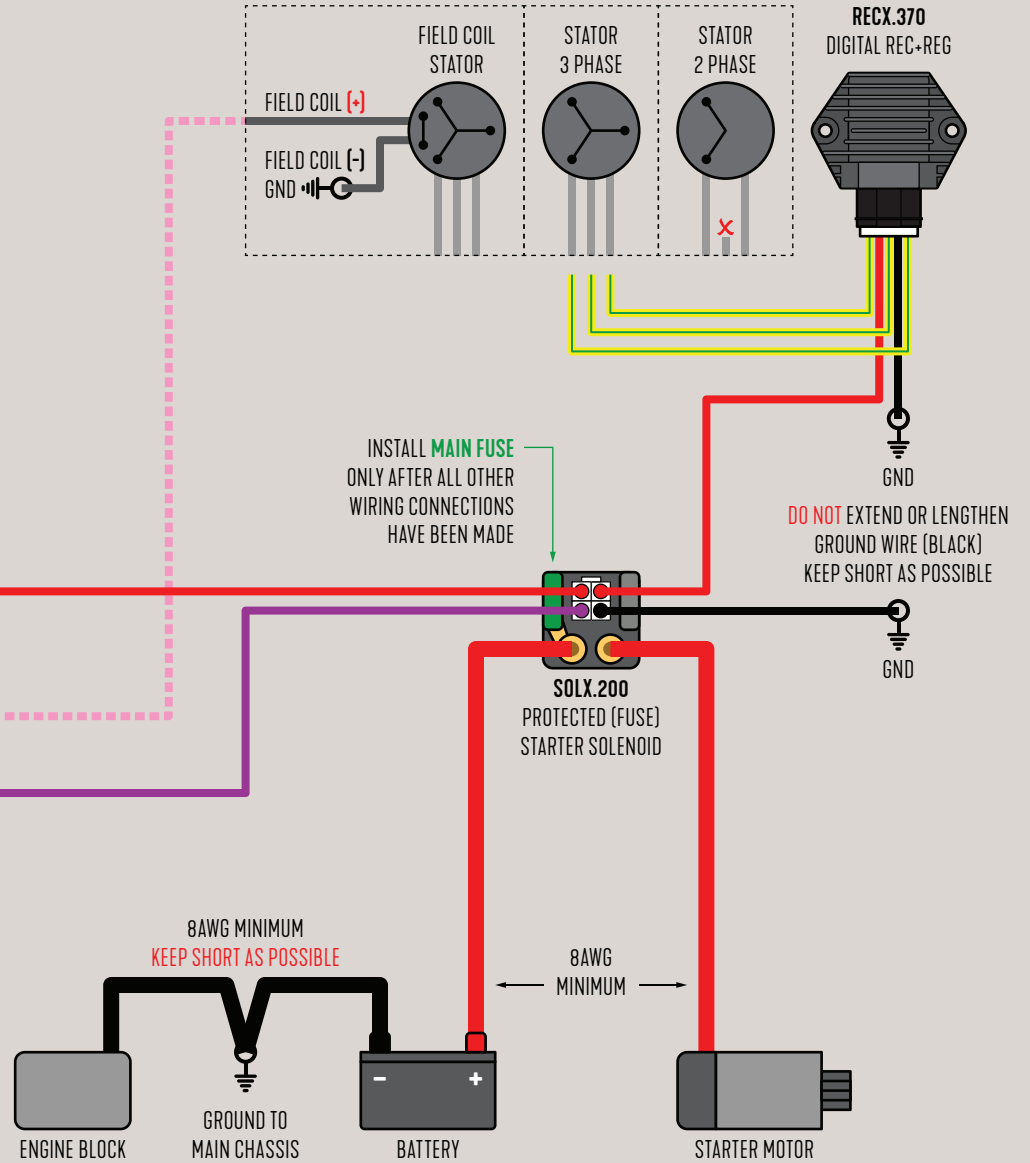 FIELD COIL
STATOR
STATOR
3 PHASE
STATOR
2 PHASE
RECX.370
DIGITAL REC+REG
FIELD COIL (+)
FIELD COIL (-)
GND
X
GND
DO NOT EXTEND OR LENGTHEN
GROUND WIRE (BLACK)
KEEP SHORT AS POSSIBLE
INSTALL MAIN FUSE
ONLY AFTER ALL OTHER
WIRING CONNECTIONS
HAVE BEEN MADE
GND
SOLX.200
PROTECTED (FUSE)
STARTER SOLENOID
8AWG MINIMUM
KEEP SHORT AS POSSIBLE
8AWG
MINIMUM
- +
ENGINE BLOCK
GROUND TO
MAIN CHASSIS
BATTERY
STARTER MOTOR